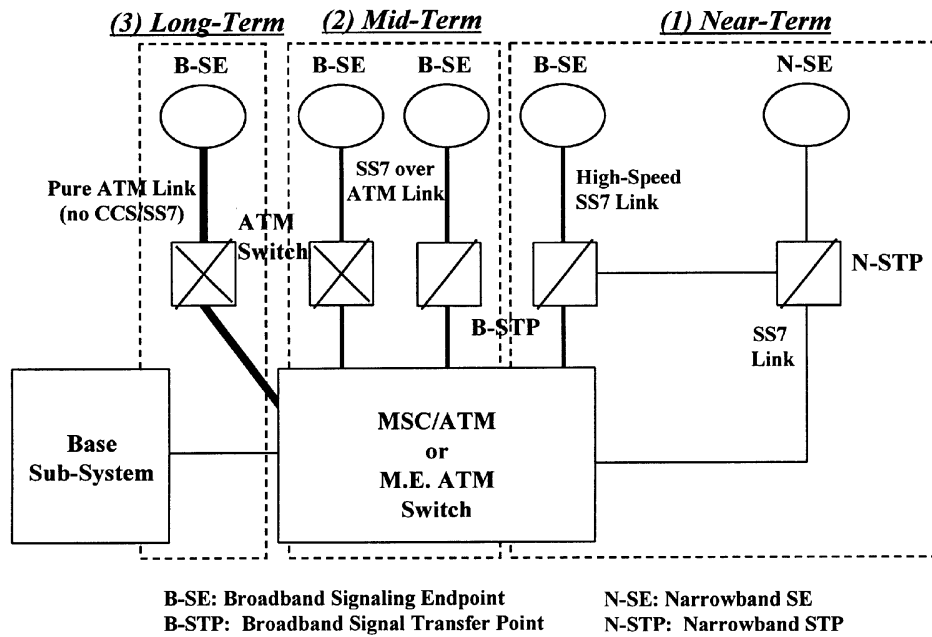 (3) Long-Term
(2) Mid-Term
(1) Near-Term
B-SE
B-SE
B-SE
B-SE
N-SE
Pure ATM Link
(no CCS/SS7)
SS7 over
ATM Link
High-Speed
SS7 Link
ATM
Switch
N-STP
B-STP
SS7
Link
Base
Sub-System
MSC/ATM
or
M.E. ATM
Switch
B-SE: Broadband Signaling Endpoint
N-SE: Narrowband SE
B-STP: Broadband Signal Transfer Point
N-STP: Narrowband STP